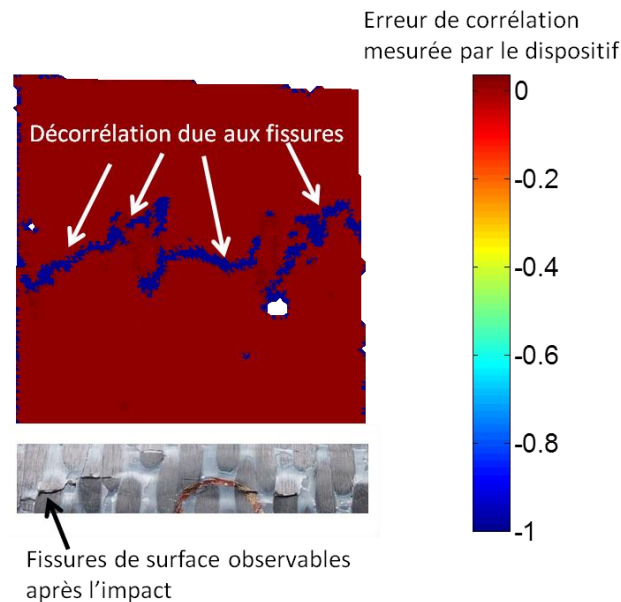 Erreur de corrélation
mesurée par le dispositif
Décorrélation due aux fissures
0
-0.2
-0.4
-0.6
-0.8
-1
Fissures de surface observables
après l'impact